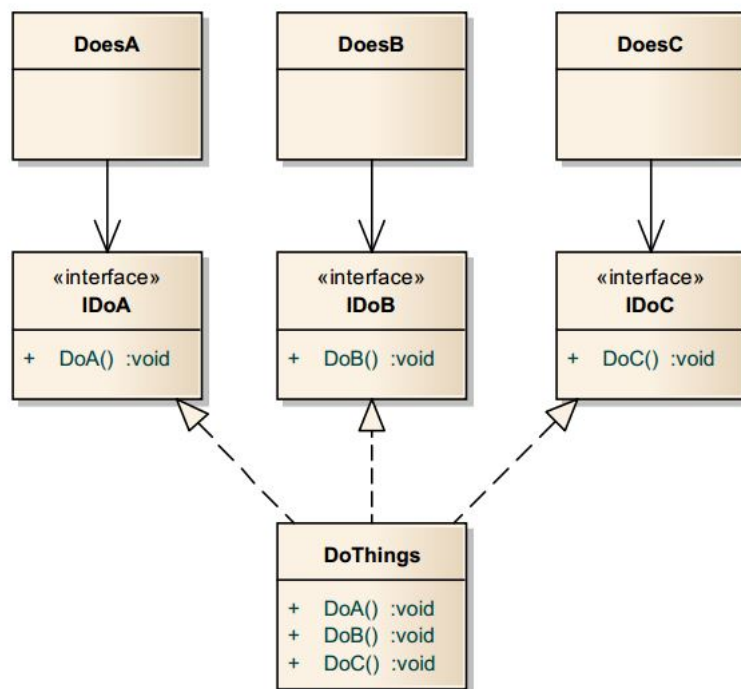 DoesA
DoesB
DoesC
«interface»
IDoA
+ DoA() :void
«interface»
IDoB
+ DoB() :void
«interface»
IDoC
+ DoC() :void
DoThings
+ DoA() :void
+ DoB() :void
+ DoC() :void